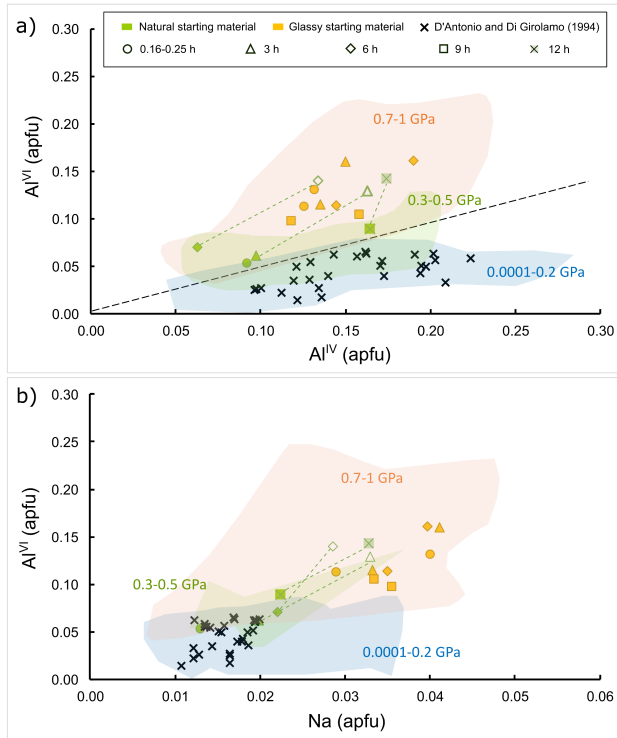 a)
Natural starting material Glassy starting material D'Antonio and Di Girolamo (1994)
0.16-0.25 h 3 h 6 h 9 h 12 h
0.30
0.25
0.20
0.15
0.10
0.05
0.00
Al^VI (apfu)
0.7-1 GPa
0.3-0.5 GPa
0.0001-0.2 GPa
0.00 0.05 0.10 0.15 0.20 0.25 0.30
Al^IV (apfu)
b)
0.30
0.25
0.20
0.15
0.10
0.05
0.00
Al^VI (apfu)
0.7-1 GPa
0.3-0.5 GPa
0.0001-0.2 GPa
0.00 0.01 0.02 0.03 0.04 0.05 0.06
Na (apfu)